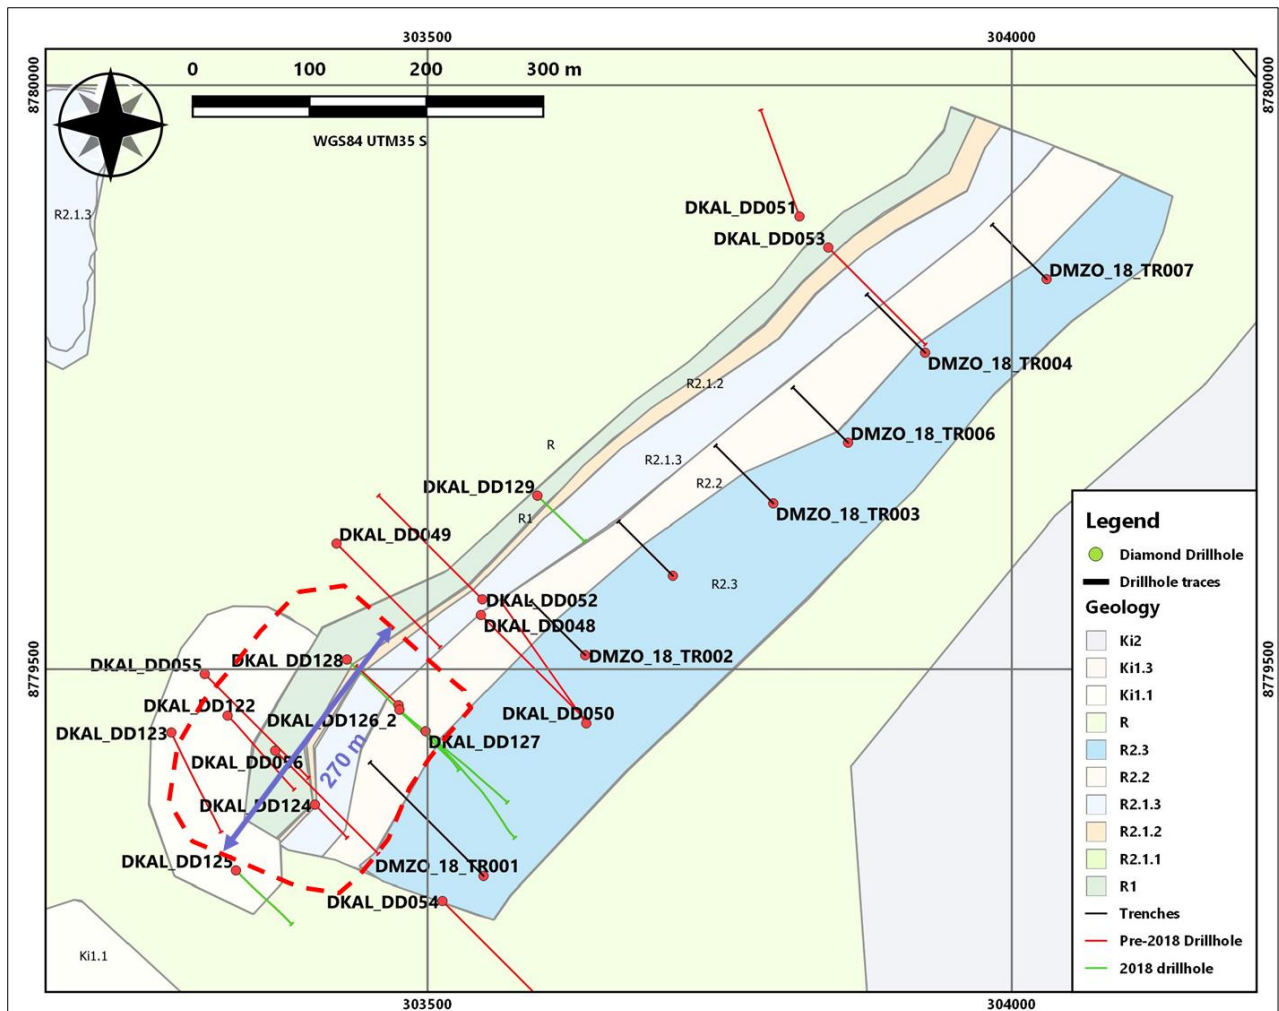 303500 304000
8780000 8780000
0 100 200 300 m
WGS84 UTM35 S
R2.1.3
DKAL_DD051
DKAL_DD053
DMZO_18_TR007
DMZO_18_TR004
R2.1.2
DMZO_18_TR006
R
R2.1.3
R2.2
DKAL_DD129
R1
DMZO_18_TR003
DKAL_DD049
R2.3
DKAL_DD052
DKAL_DD048
DMZO_18_TR002
8779500 8779500
DKAL_DD055
DKAL_DD128
DKAL_DD122
DKAL_DD126_2
DKAL_DD050
DKAL_DD123
DKAL_DD127
DKAL_DD056
270 m
DKAL_DD124
DKAL_DD125
DMZO_18_TR001
DKAL_DD054
Ki1.1
Legend
Diamond Drillhole
Drillhole traces
Geology
Ki2
Ki1.3
Ki1.1
R
R2.3
R2.2
R2.1.3
R2.1.2
R2.1.1
R1
Trenches
Pre-2018 Drillhole
2018 drillhole
303500 304000